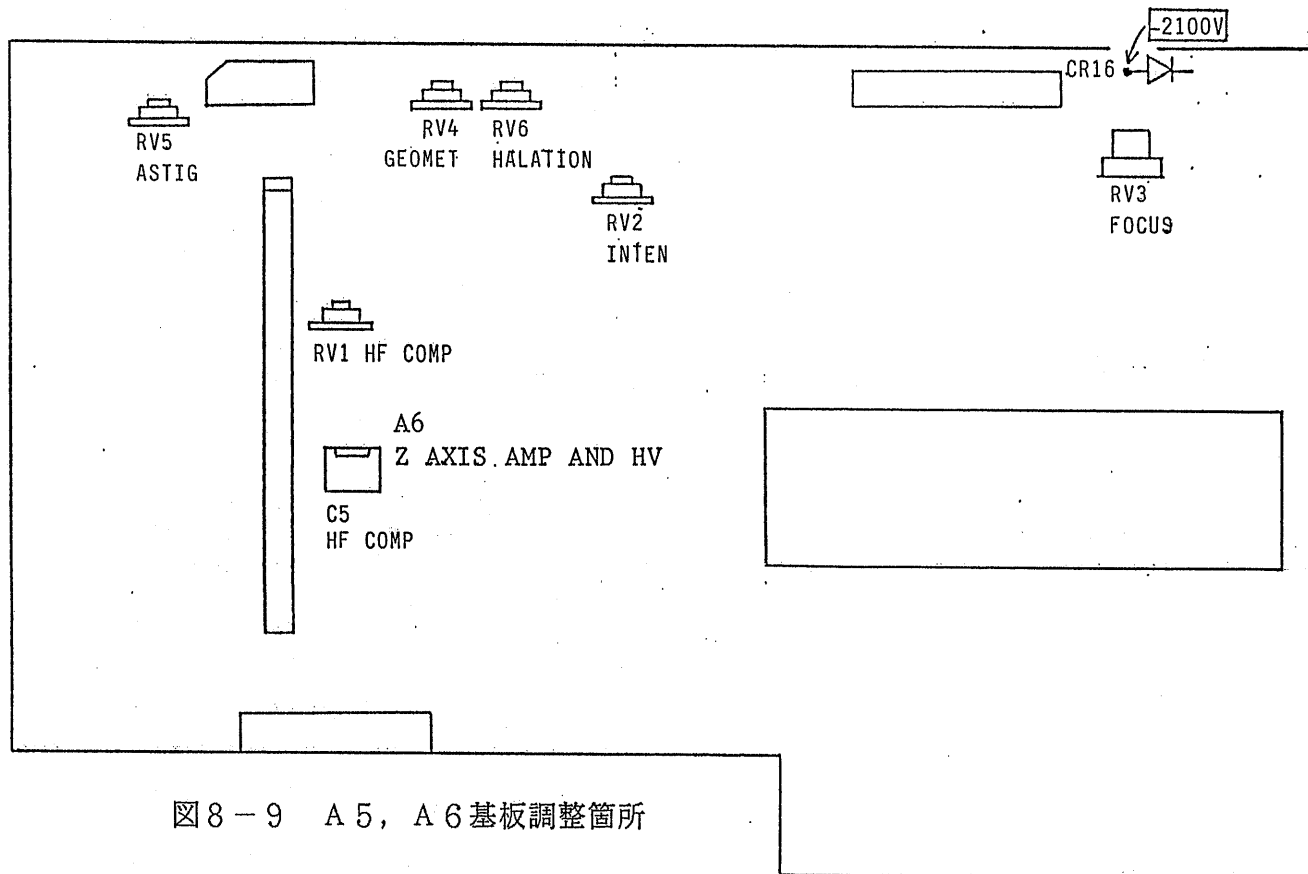 -2100V
CR16
RV5
ASTIG
RV4
GEOMET
RV6
HALATION
RV2
INTEN
RV3
FOCUS
RV1 HF COMP
A6
Z AXIS AMP AND HV
C5
HF COMP
図8-9 A5, A6基板調整箇所